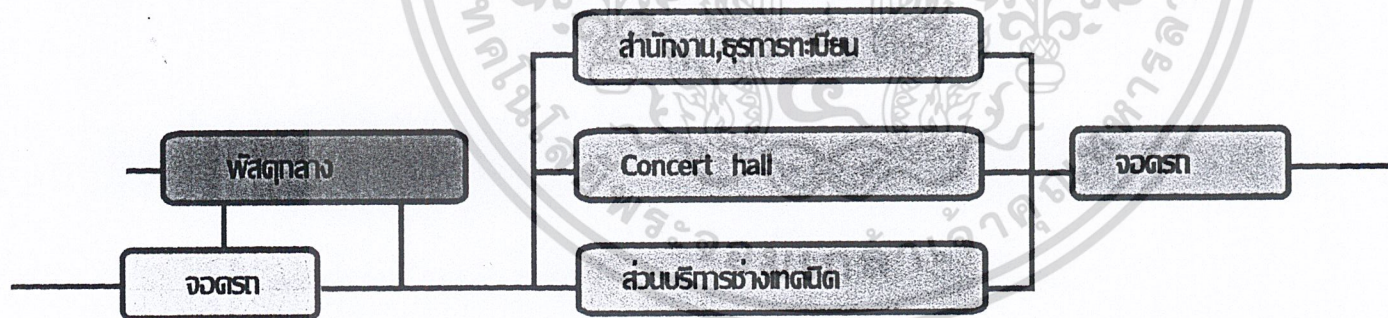 สำนักงาน,ธุรการทะเบียน
พัสดุกลาง
Concert hall
จอดรถ
จอดรถ
ส่วนบริการช่างเทคนิค